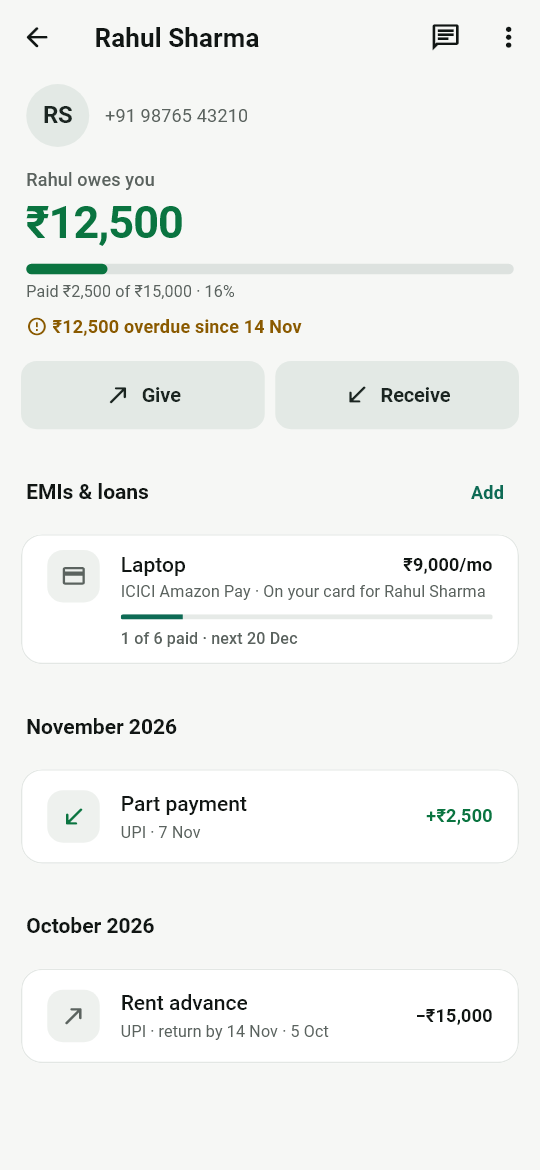 Rahul Sharma
RS
+91 98765 43210
Rahul owes you
₹12,500
Paid ₹2,500 of ₹15,000 · 16%
₹12,500 overdue since 14 Nov
Give
Receive
EMIs & loans
Add
Laptop
₹9,000/mo
ICICI Amazon Pay · On your card for Rahul Sharma
1 of 6 paid · next 20 Dec
November 2026
Part payment
+₹2,500
UPI · 7 Nov
October 2026
Rent advance
−₹15,000
UPI · return by 14 Nov · 5 Oct